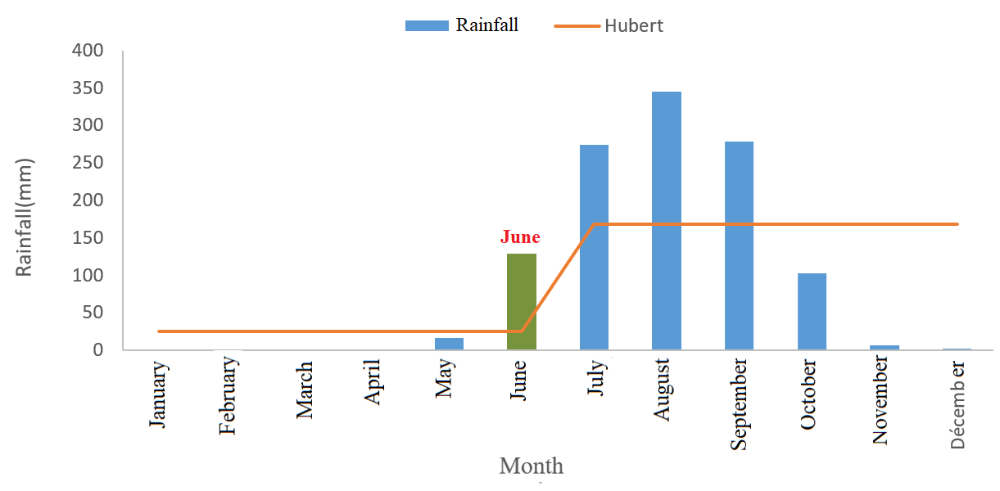 Rainfall
Hubert
400
350
300
250
200
150
100
50
0
Rainfall(mm)
June
January
February
March
April
May
June
July
August
September
October
November
Décember
Month